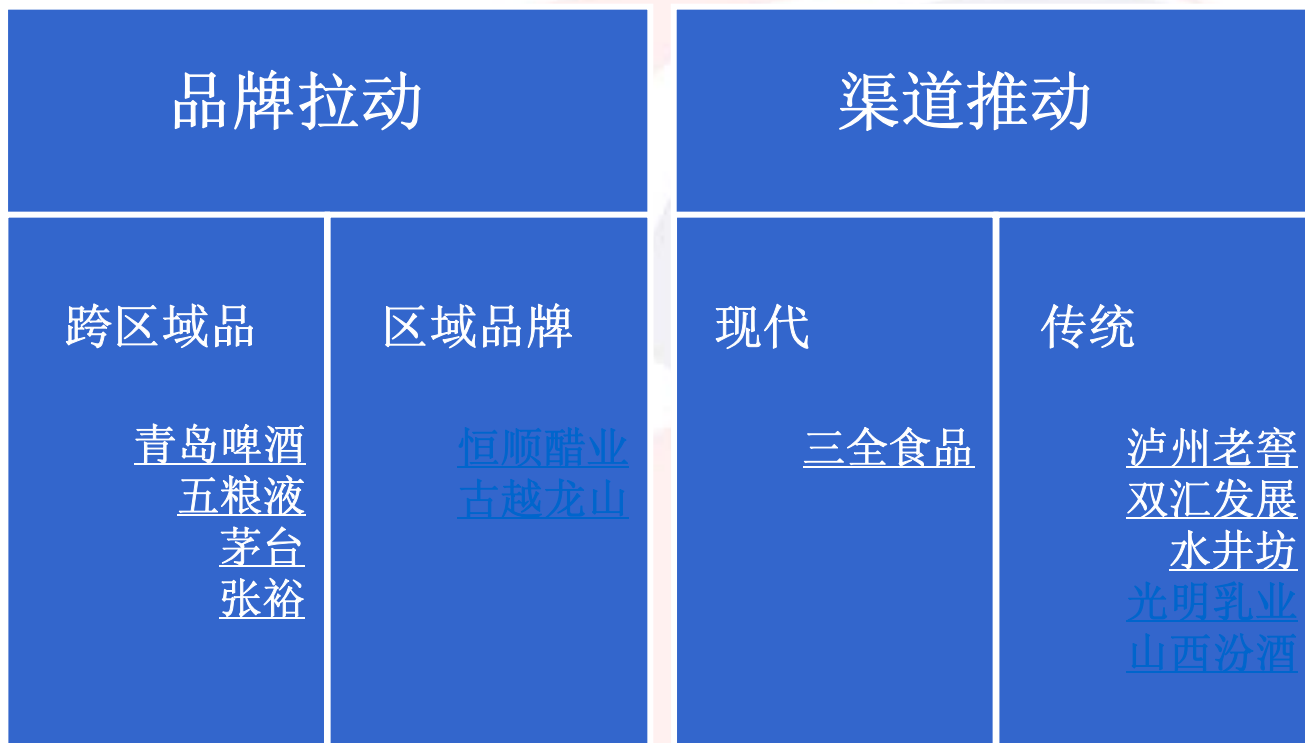 品牌拉动
渠道推动
跨区域品
青岛啤酒
五粮液
茅台
张裕
区域品牌
恒顺醋业
古越龙山
现代
三全食品
传统
泸州老窖
双汇发展
水井坊
光明乳业
山西汾酒